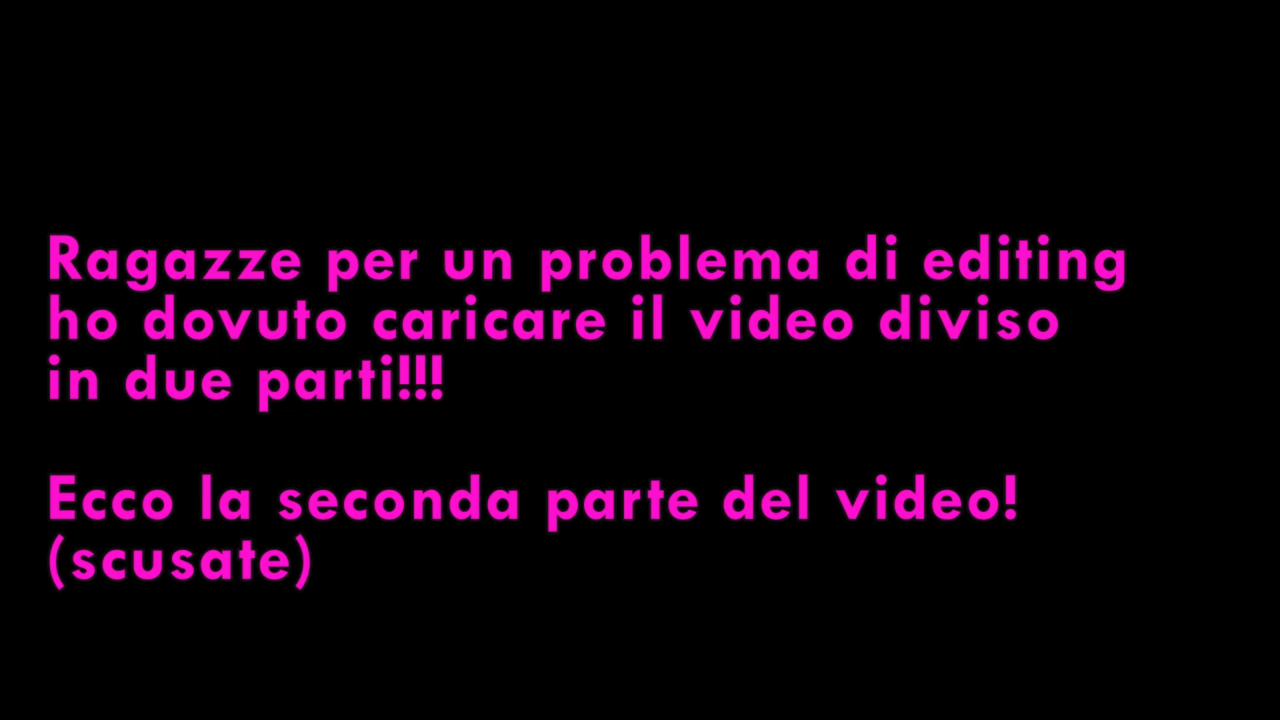 Ragazze per un problema di editing
ho dovuto caricare il video diviso
in due parti!!!
Ecco la seconda parte del video!
(scusate)